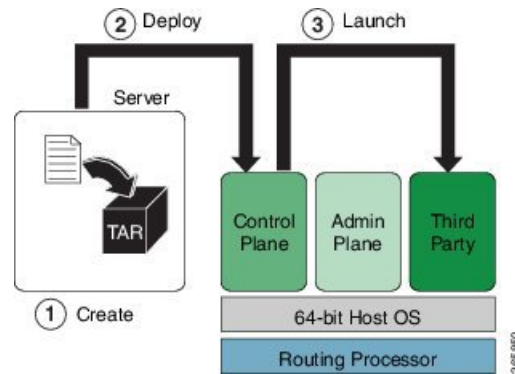 2 Deploy
3 Launch
Server
TAR
1 Create
Control
Plane
Admin
Plane
Third
Party
64-bit Host OS
Routing Processor